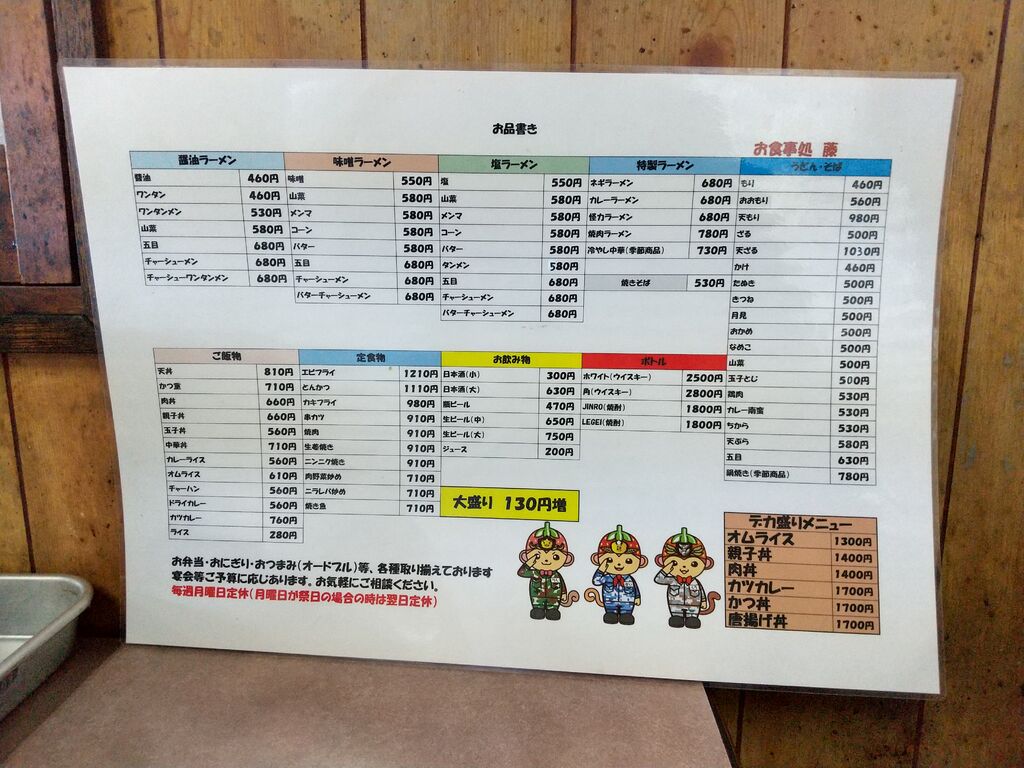 お品書き
お食事処 藤
醤油ラーメン
醤油 460円
ワンタン 460円
ワンタンメン 530円
山菜 580円
五目 680円
チャーシューメン 680円
チャーシューワンタンメン 680円
味噌ラーメン
味噌 550円
山菜 580円
メンマ 580円
コーン 580円
バター 580円
五目 680円
チャーシューメン 680円
バターチャーシューメン 680円
塩ラーメン
塩 550円
山菜 580円
メンマ 580円
コーン 580円
バター 580円
タンメン 580円
五目 680円
チャーシューメン 680円
バターチャーシューメン 680円
特製ラーメン
ネギラーメン 680円
カレーラーメン 680円
怪力ラーメン 680円
焼肉ラーメン 780円
冷やし中華(季節商品) 730円
焼きそば 530円
うどん・そば
もり 460円
おおもり 560円
天もり 980円
ざる 500円
天ざる 1030円
かけ 460円
たぬき 500円
きつね 500円
月見 500円
おかめ 500円
なめこ 500円
山菜 500円
玉子とじ 500円
鶏肉 530円
カレー南蛮 530円
ちから 530円
天ぷら 580円
五目 630円
鍋焼き(季節商品) 780円
ご飯物
天丼 810円
かつ重 710円
肉丼 660円
親子丼 660円
玉子丼 560円
中華丼 710円
カレーライス 560円
オムライス 610円
チャーハン 560円
ドライカレー 560円
カツカレー 760円
ライス 280円
定食物
エビフライ 1210円
とんかつ 1110円
カキフライ 980円
串カツ 910円
焼肉 910円
生姜焼き 910円
ニンニク焼き 910円
肉野菜炒め 710円
ニラレバ炒め 710円
焼き魚 710円
お飲み物
日本酒(小) 300円
日本酒(大) 630円
瓶ビール 470円
生ビール(中) 650円
生ビール(大) 750円
ジュース 200円
ボトル
ホワイト(ウイスキー) 2500円
角(ウイスキー) 2800円
JINRO(焼酎) 1800円
LEGEI(焼酎) 1800円
大盛り 130円増
デカ盛りメニュー
オムライス 1300円
親子丼 1400円
肉丼 1400円
カツカレー 1700円
かつ丼 1700円
唐揚げ丼 1700円
お弁当・おにぎり・おつまみ(オードブル)等、各種取り揃えております
宴会等ご予算に応じあります。お気軽にご相談ください。
毎週月曜日定休(月曜日が祭日の場合の時は翌日定休)